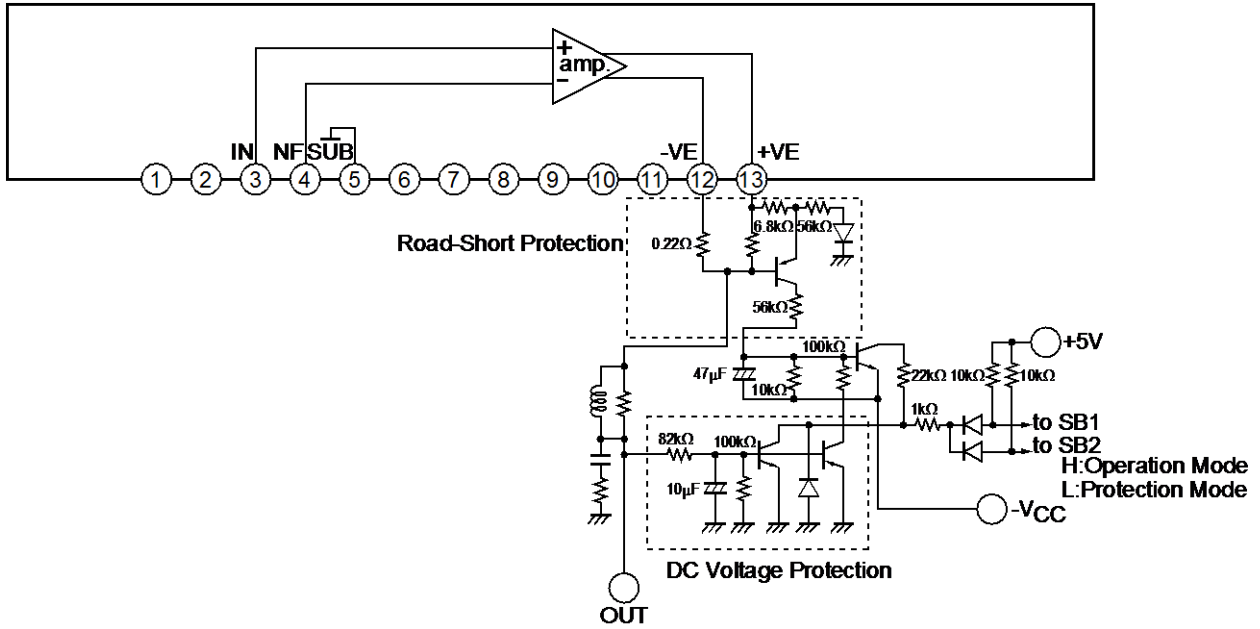 +
amp.
−
IN NF SUB -VE +VE
1 2 3 4 5 6 7 8 9 10 11 12 13
Road-Short Protection
0.22Ω
6.8kΩ 56kΩ
56kΩ
100kΩ
+5V
47μF
10kΩ
22kΩ 10kΩ 10kΩ
1kΩ
to SB1
to SB2
H:Operation Mode
L:Protection Mode
82kΩ 100kΩ
10μF
-VCC
DC Voltage Protection
OUT